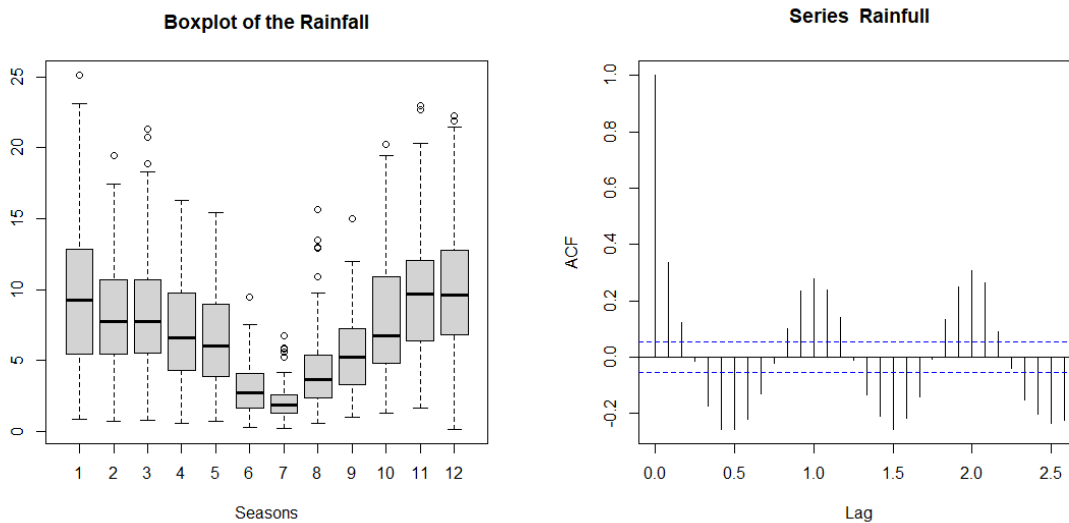 Boxplot of the Rainfall
25
20
15
10
5
0
1 2 3 4 5 6 7 8 9 10 11 12
Seasons
Series Rainfull
1.0
0.8
0.6
0.4
0.2
0.0
-0.2
ACF
0.0 0.5 1.0 1.5 2.0 2.5
Lag